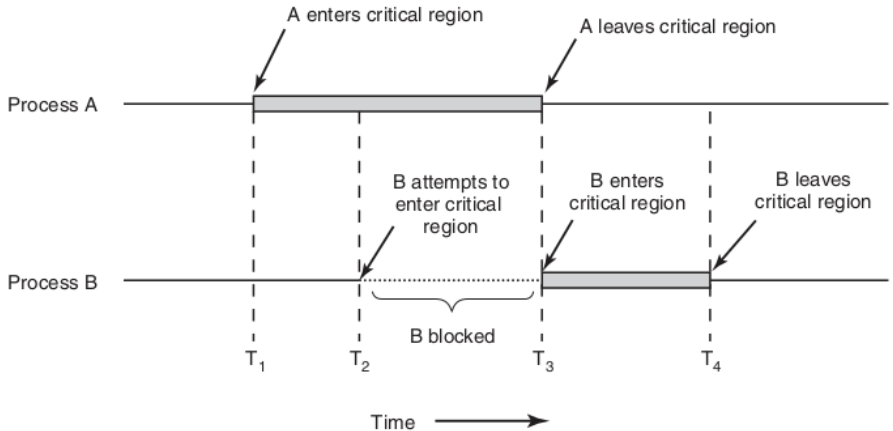 A enters critical region
A leaves critical region
Process A
B attempts to
enter critical
region
B enters
critical region
B leaves
critical region
Process B
B blocked
T1
T2
T3
T4
Time